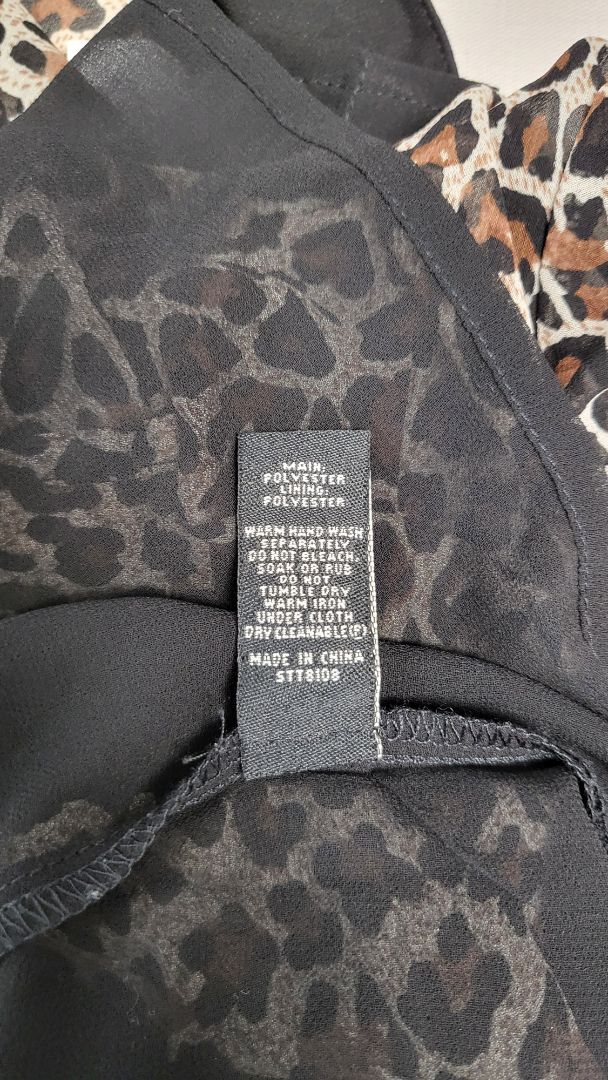 MAIN:
POLYESTER
LINING:
POLYESTER
WARM HAND WASH
SEPARATELY
DO NOT BLEACH,
SOAK OR RUB
DO NOT
TUMBLE DRY
WARM IRON
UNDER CLOTH
DRY CLEANABLE(P)
MADE IN CHINA
STT8108